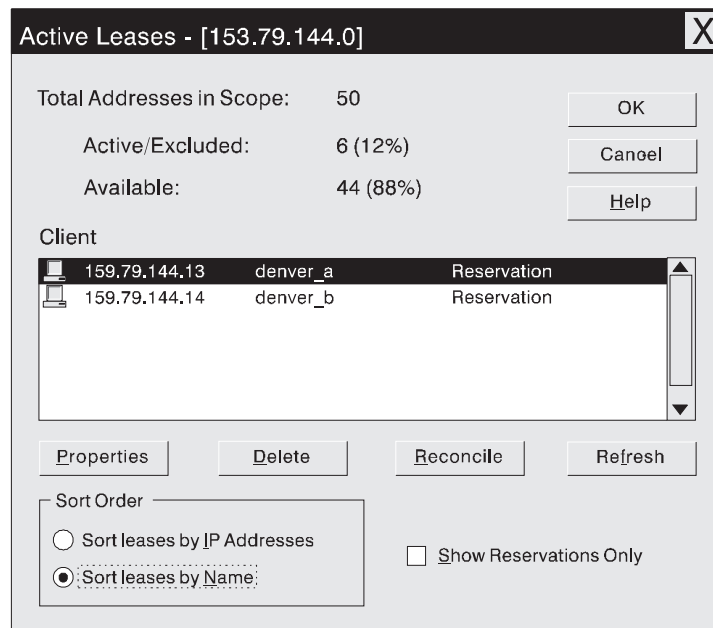 Active Leases - [153.79.144.0]
X
Total Addresses in Scope: 50
Active/Excluded: 6 (12%)
Available: 44 (88%)
OK
Cancel
Help
Client
159.79.144.13 denver_a Reservation
159.79.144.14 denver_b Reservation
Properties Delete Reconcile Refresh
Sort Order
Sort leases by IP Addresses
Sort leases by Name
Show Reservations Only